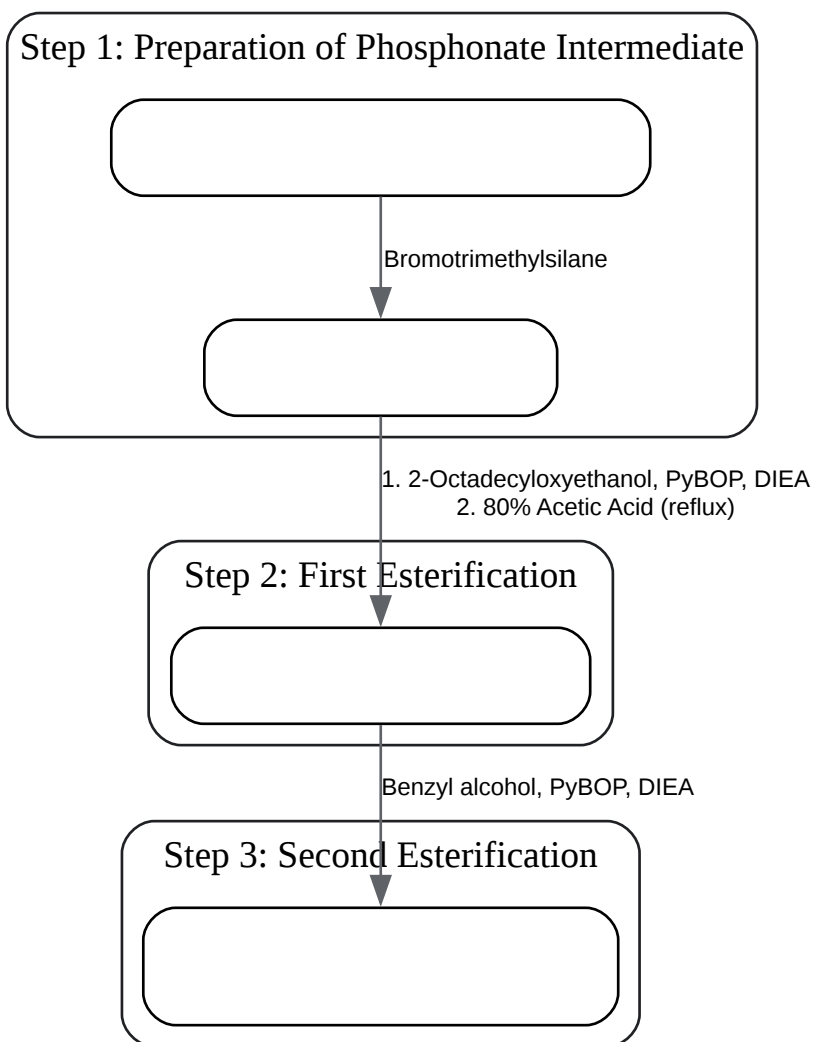 Step 1: Preparation of Phosphonate Intermediate
Bromotrimethylsilane
1. 2-Octadecyloxyethanol, PyBOP, DIEA
2. 80% Acetic Acid (reflux)
Step 2: First Esterification
Benzyl alcohol, PyBOP, DIEA
Step 3: Second Esterification